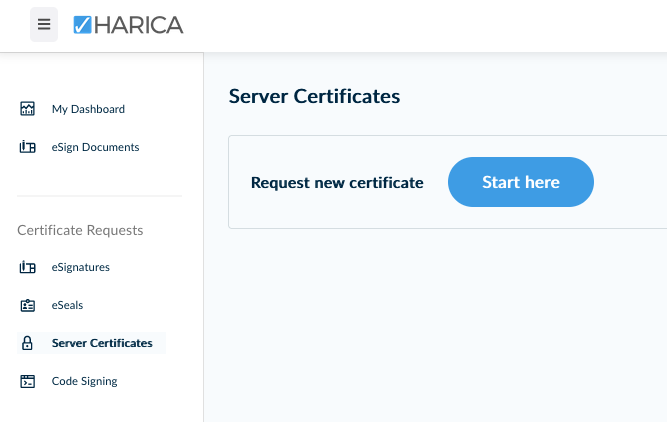 HARICA
My Dashboard
eSign Documents
Certificate Requests
eSignatures
eSeals
Server Certificates
Code Signing
Server Certificates
Request new certificate
Start here